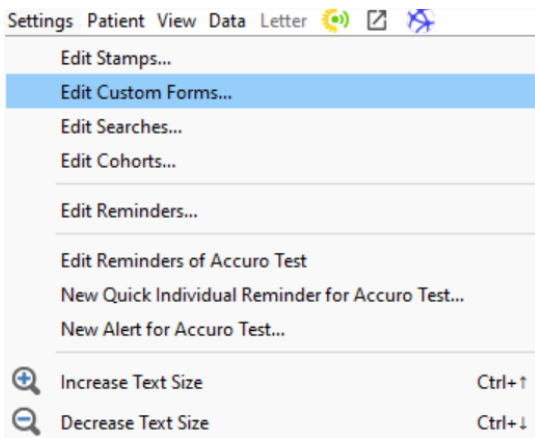 Settings Patient View Data Letter
Edit Stamps...
Edit Custom Forms...
Edit Searches...
Edit Cohorts...
Edit Reminders...
Edit Reminders of Accuro Test
New Quick Individual Reminder for Accuro Test...
New Alert for Accuro Test...
Increase Text Size Ctrl+↑
Decrease Text Size Ctrl+↓